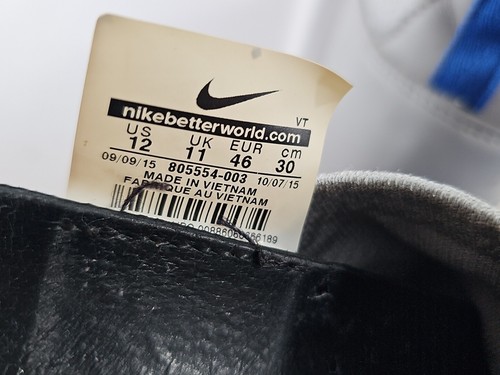 VT
nikebetterworld.com
US UK EUR cm
12 11 46 30
09/09/15 805554-003 10/07/15
MADE IN VIETNAM
FABRIQUE AU VIETNAM